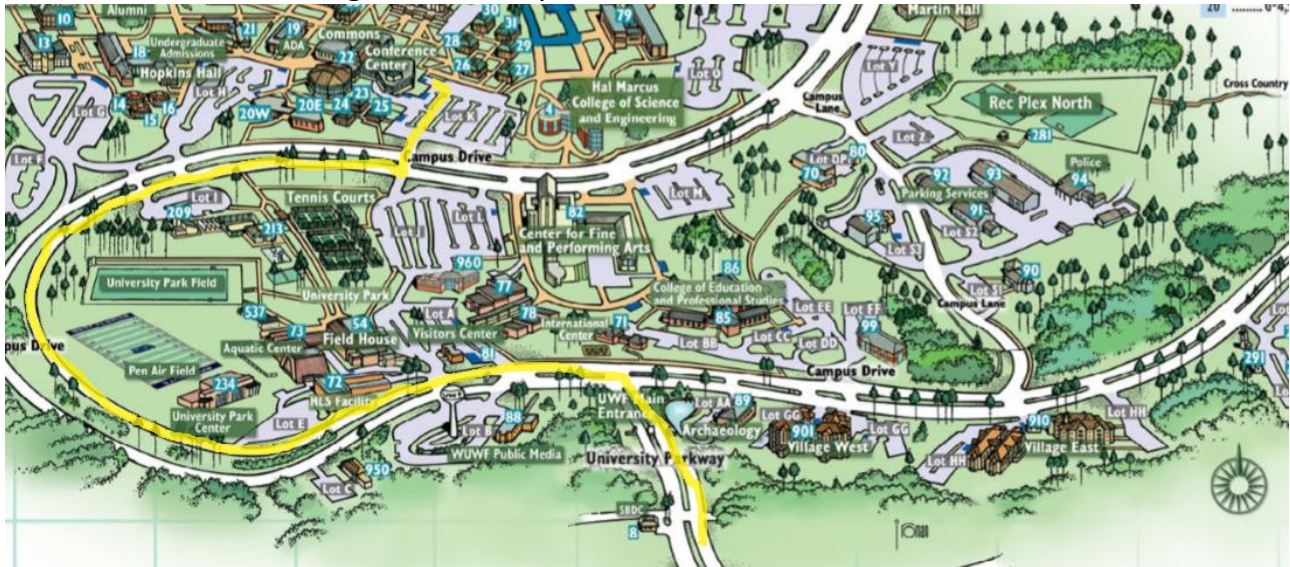 Alumni
10
13
18
Undergraduate
Admissions
21
19
ADA
Commons
22
Conference
Center
30
31
28
29
26
27
79
Martin Hall
20
Hopkins Hall
Lot H
14
15
16
Lot G
20W
20E
24
23
25
Lot K
4
Hal Marcus
College of Science
and Engineering
Lot O
Lot Y
Campus
Lane
Rec Plex North
Cross Country
281
Lot Z
Lot F
Campus Drive
80
Lot DP
70
92
93
Parking Services
Police
94
91
Lot I
209
213
Tennis Courts
Lot J
Lot L
82
Center for Fine
and Performing Arts
Lot M
95
Lot S3
Lot S2
90
Lot S1
Campus Lane
University Park Field
University Park
960
77
78
86
College of Education
and Professional Studies
85
Lot EE
Lot FF
99
537
73
54
Field House
Lot A
Visitors Center
International
Center
71
Lot BB
Lot CC
Lot DD
Aquatic Center
81
Pen Air Field
72
HLS Facility
234
University Park
Center
Lot E
Campus Drive
291
UWF Main
Entrance
Lot AA
89
Archaeology
Lot GG
901
Village West
Lot GG
910
Village East
Lot HH
Lot HH
88
Lot B
WUWF Public Media
University Parkway
950
Lot C
SBDC
8